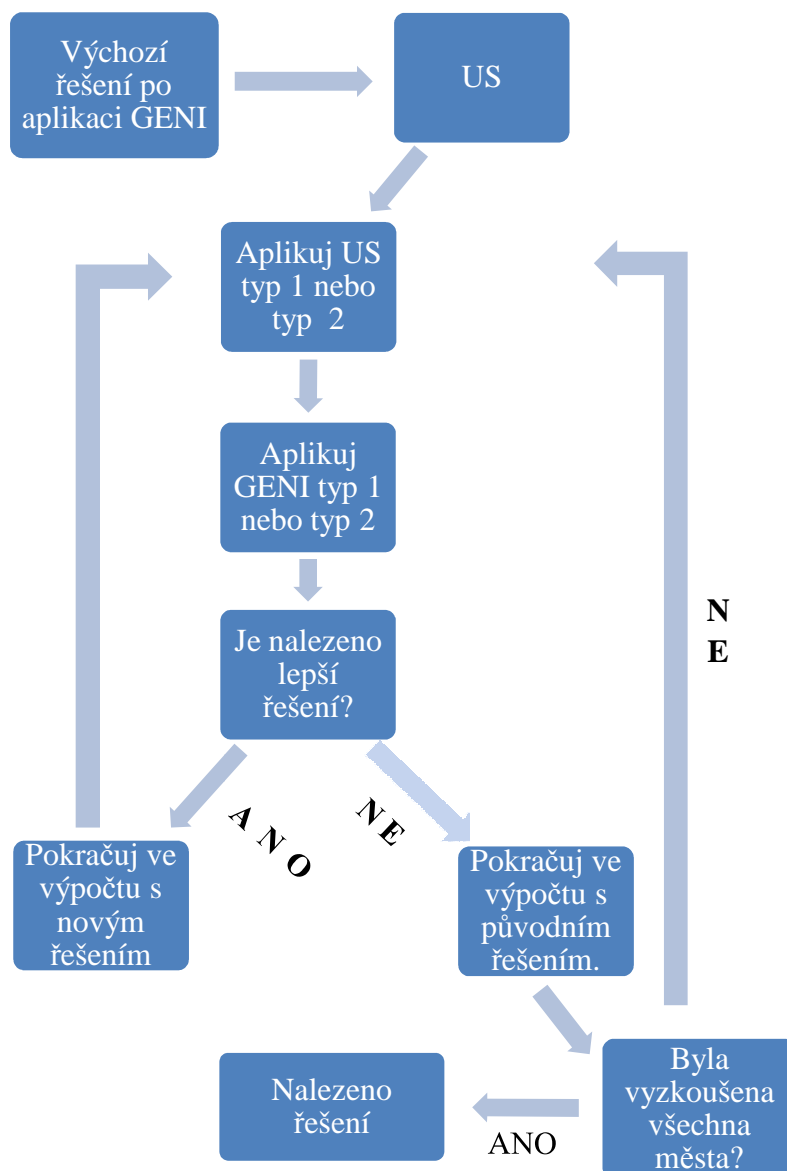 Výchozí
řešení po
aplikaci GENI
US
Aplikuj US
typ 1 nebo
typ 2
Aplikuj
GENI typ 1
nebo typ 2
Je nalezeno
lepší
řešení?
ANO
NE
N
E
Pokračuj ve
výpočtu s
novým
řešením
Pokračuj ve
výpočtu s
původním
řešením.
Byla
vyzkoušena
všechna
města?
ANO
Nalezeno
řešení